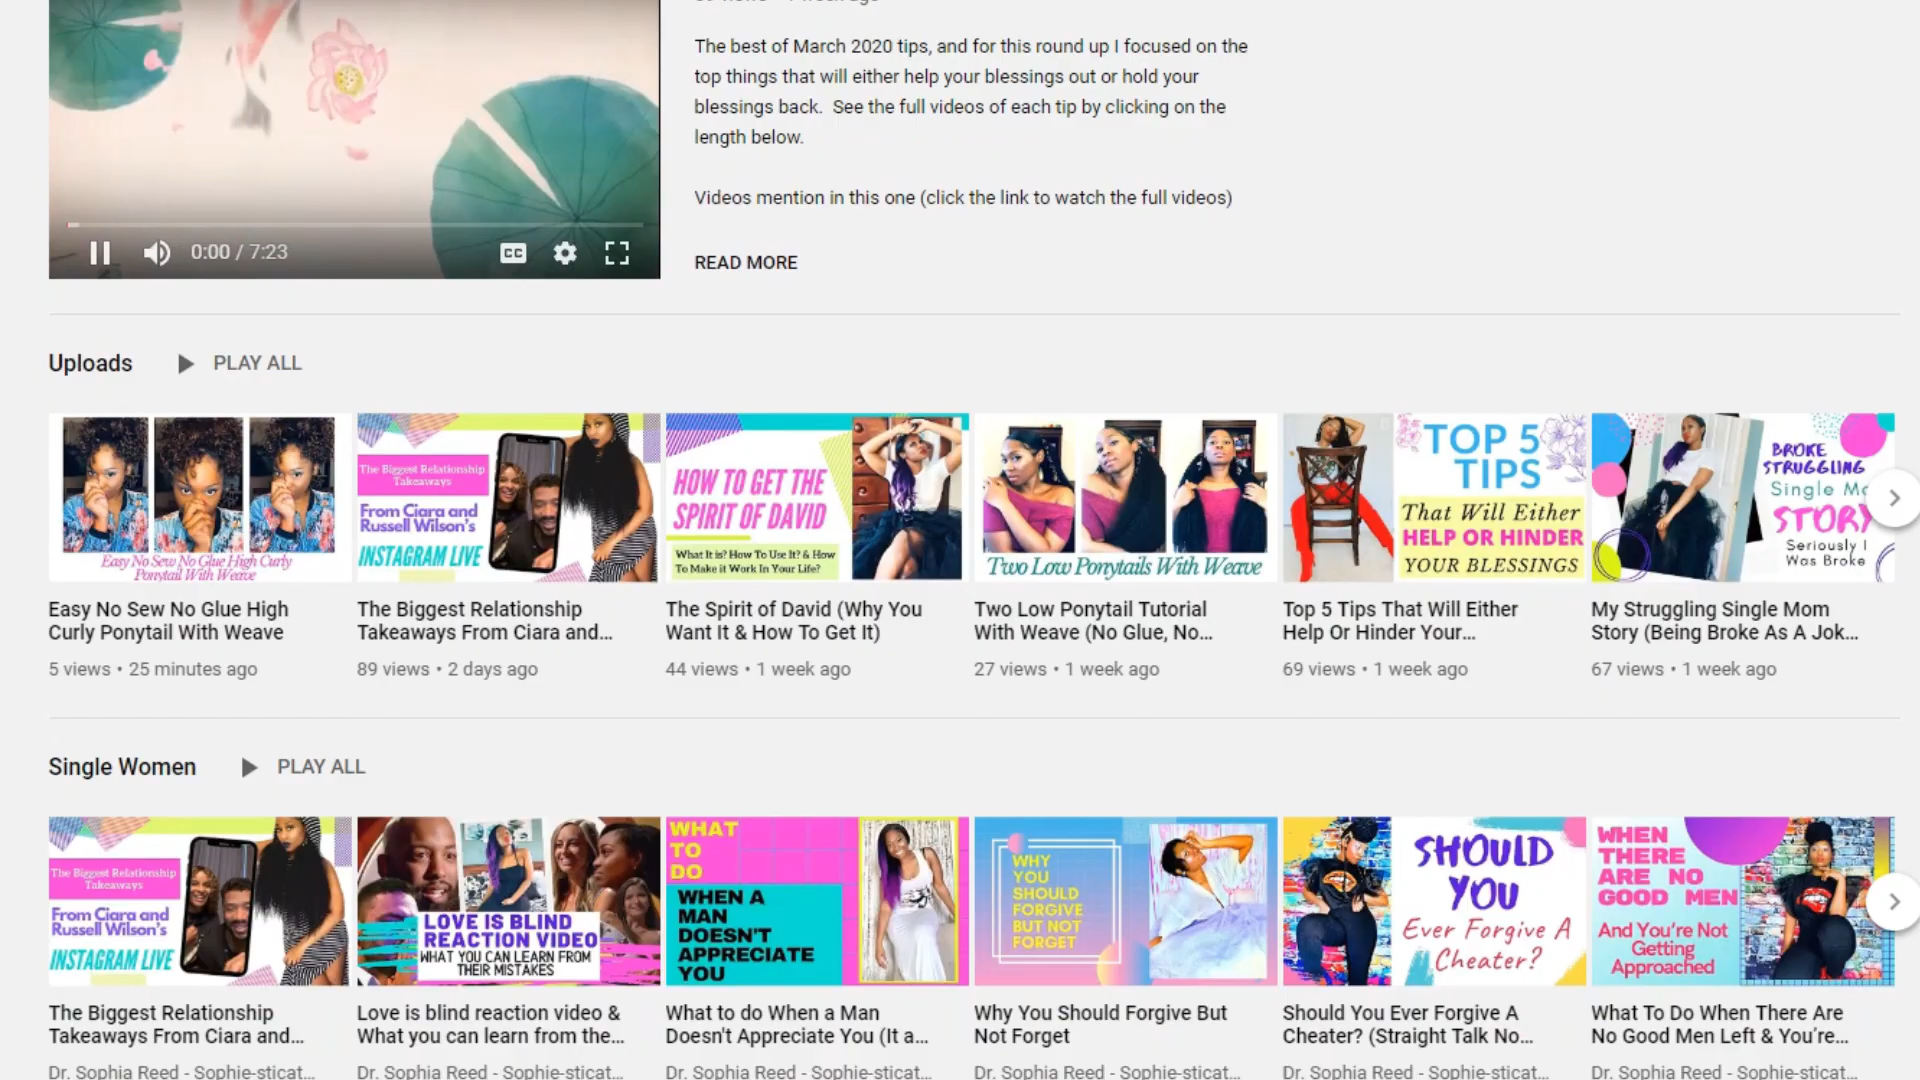 The best of March 2020 tips, and for this round up I focused on the
top things that will either help your blessings out or hold your
blessings back.  See the full videos of each tip by clicking on the
length below.
Videos mention in this one (click the link to watch the full videos)
READ MORE
CC
0:00 / 7:23
Uploads
PLAY ALL
Easy No Sew No Glue High Curly
Ponytail With Weave
The Biggest Relationship
Takeaways
From Ciara and
Russell Wilson's
INSTAGRAM LIVE
HOW TO GET THE
SPIRIT OF DAVID
What It is? How To Use It? & How
To Make it Work In Your Life?
Two Low Ponytails With Weave
TOP 5
TIPS
That Will Either
HELP OR HINDER
YOUR BLESSINGS
BROKE
STRUGGLING
Single Mo
STORY
Seriously I
Was Broke
Easy No Sew No Glue High
Curly Ponytail With Weave
5 views • 25 minutes ago
The Biggest Relationship
Takeaways From Ciara and...
89 views • 2 days ago
The Spirit of David (Why You
Want It & How To Get It)
44 views • 1 week ago
Two Low Ponytail Tutorial
With Weave (No Glue, No...
27 views • 1 week ago
Top 5 Tips That Will Either
Help Or Hinder Your...
69 views • 1 week ago
My Struggling Single Mom
Story (Being Broke As A Jok...
67 views • 1 week ago
Single Women
PLAY ALL
The Biggest Relationship
Takeaways
From Ciara and
Russell Wilson's
INSTAGRAM LIVE
LOVE IS BLIND
REACTION VIDEO
WHAT YOU CAN LEARN FROM
THEIR MISTAKES
WHAT
TO
DO
WHEN A
MAN
DOESN'T
APPRECIATE
YOU
WHY
YOU
SHOULD
FORGIVE
BUT NOT
FORGET
SHOULD
YOU
Ever Forgive A
Cheater?
WHEN
THERE
ARE NO
GOOD MEN
And You're Not
Getting
Approached
The Biggest Relationship
Takeaways From Ciara and...
Dr. Sophia Reed - Sophie-sticat...
Love is blind reaction video &
What you can learn from the...
Dr. Sophia Reed - Sophie-sticat...
What to do When a Man
Doesn't Appreciate You (It a...
Dr. Sophia Reed - Sophie-sticat...
Why You Should Forgive But
Not Forget
Dr. Sophia Reed - Sophie-sticat...
Should You Ever Forgive A
Cheater? (Straight Talk No...
Dr. Sophia Reed - Sophie-sticat...
What To Do When There Are
No Good Men Left & You're...
Dr. Sophia Reed - Sophie-sticat...